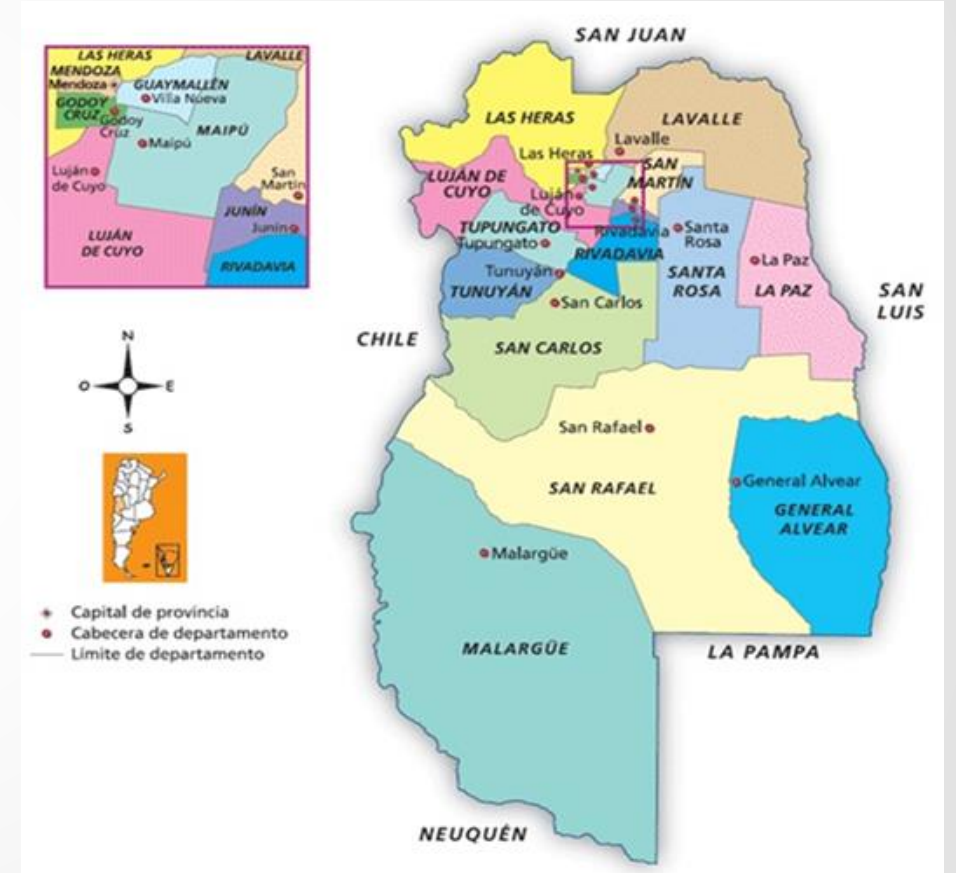 SAN JUAN
LAS HERAS
LAVALLE
MENDOZA
Mendoza
GUAYMALLÉN
Villa Nueva
GODOY
CRUZ
Godoy
Cruz
MAIPÚ
Maipú
Luján
de Cuyo
San
Martín
JUNÍN
Junín
LUJÁN
DE CUYO
RIVADAVIA
LAS HERAS
LAVALLE
Lavalle
Las Heras
SAN
MARTÍN
LUJÁN DE
CUYO
Luján
de Cuyo
TUPUNGATO
Tupungato
Rivadavia
RIVADAVIA
Santa
Rosa
SANTA
ROSA
La Paz
LA PAZ
SAN
LUIS
Tunuyán
TUNUYÁN
San Carlos
SAN CARLOS
CHILE
N
O
E
S
San Rafael
SAN RAFAEL
General Alvear
GENERAL
ALVEAR
Malargüe
MALARGÜE
Capital de provincia
Cabecera de departamento
Límite de departamento
LA PAMPA
NEUQUÉN